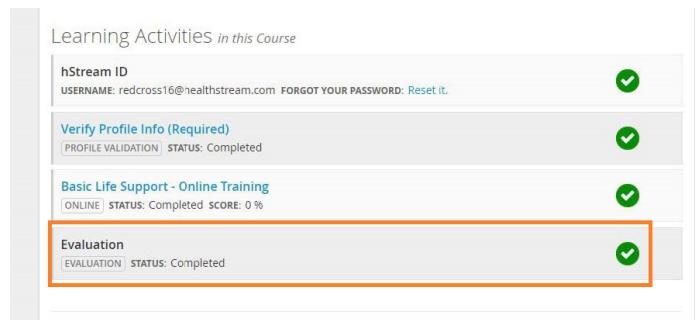 Learning Activities in this Course
hStream ID
USERNAME: redcross16@healthstream.com FORGOT YOUR PASSWORD: Reset it.
Verify Profile Info (Required)
PROFILE VALIDATION STATUS: Completed
Basic Life Support - Online Training
ONLINE STATUS: Completed SCORE: 0 %
Evaluation
EVALUATION STATUS: Completed